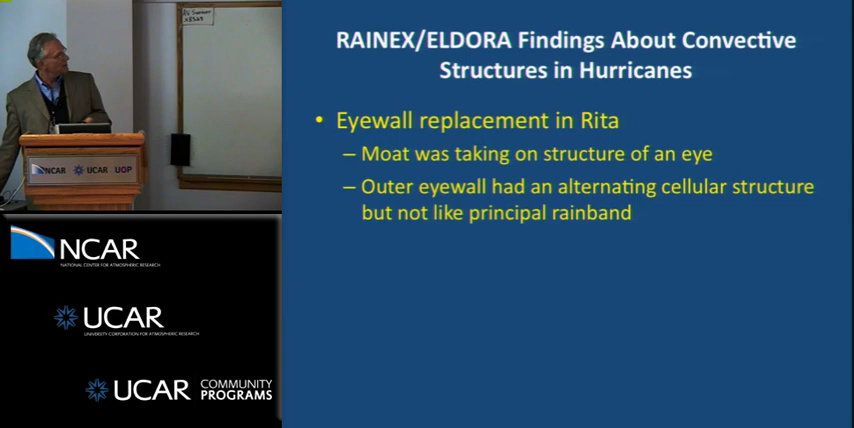 RAINEX/ELDORA Findings About Convective
Structures in Hurricanes
• Eyewall replacement in Rita
– Moat was taking on structure of an eye
– Outer eyewall had an alternating cellular structure
but not like principal rainband
NCAR UCAR UOP
NCAR
NATIONAL CENTER FOR ATMOSPHERIC RESEARCH
UCAR
UNIVERSITY CORPORATION FOR ATMOSPHERIC RESEARCH
UCAR COMMUNITY
PROGRAMS